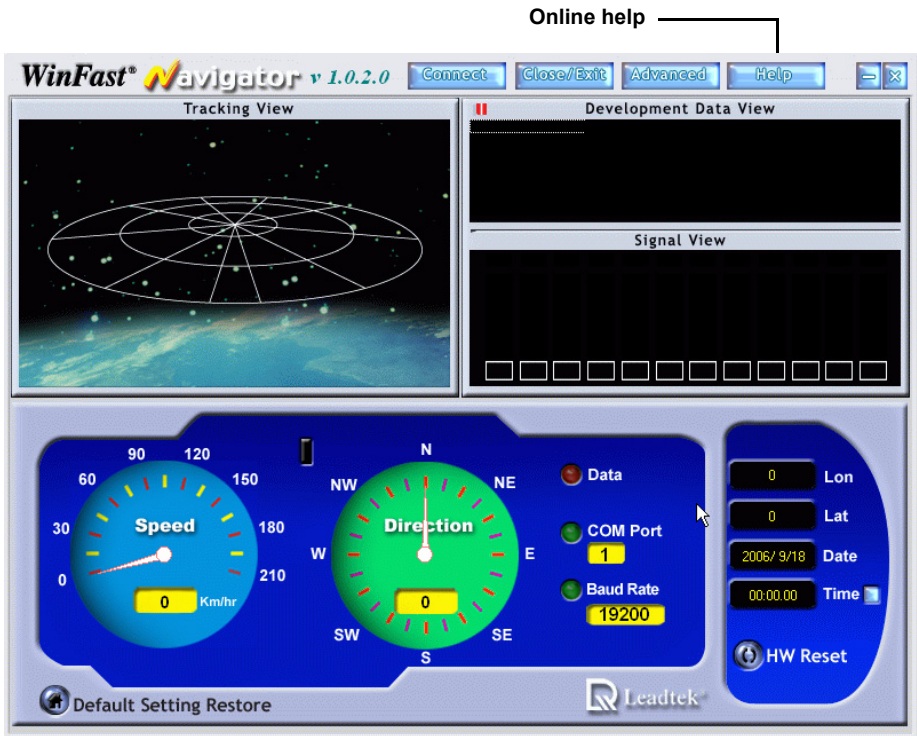 Online help
WinFast® Navigator v 1.0.2.0 Connect Close/Exit Advanced Help
Tracking View
Development Data View
Signal View
0 30 60 90 120 150 180 210
Speed
0 Km/hr
N NE E SE S SW W NW
Direction
0
Data
COM Port
1
Baud Rate
19200
0 Lon
0 Lat
2006/ 9/18 Date
00:00.00 Time
HW Reset
Default Setting Restore
Leadtek